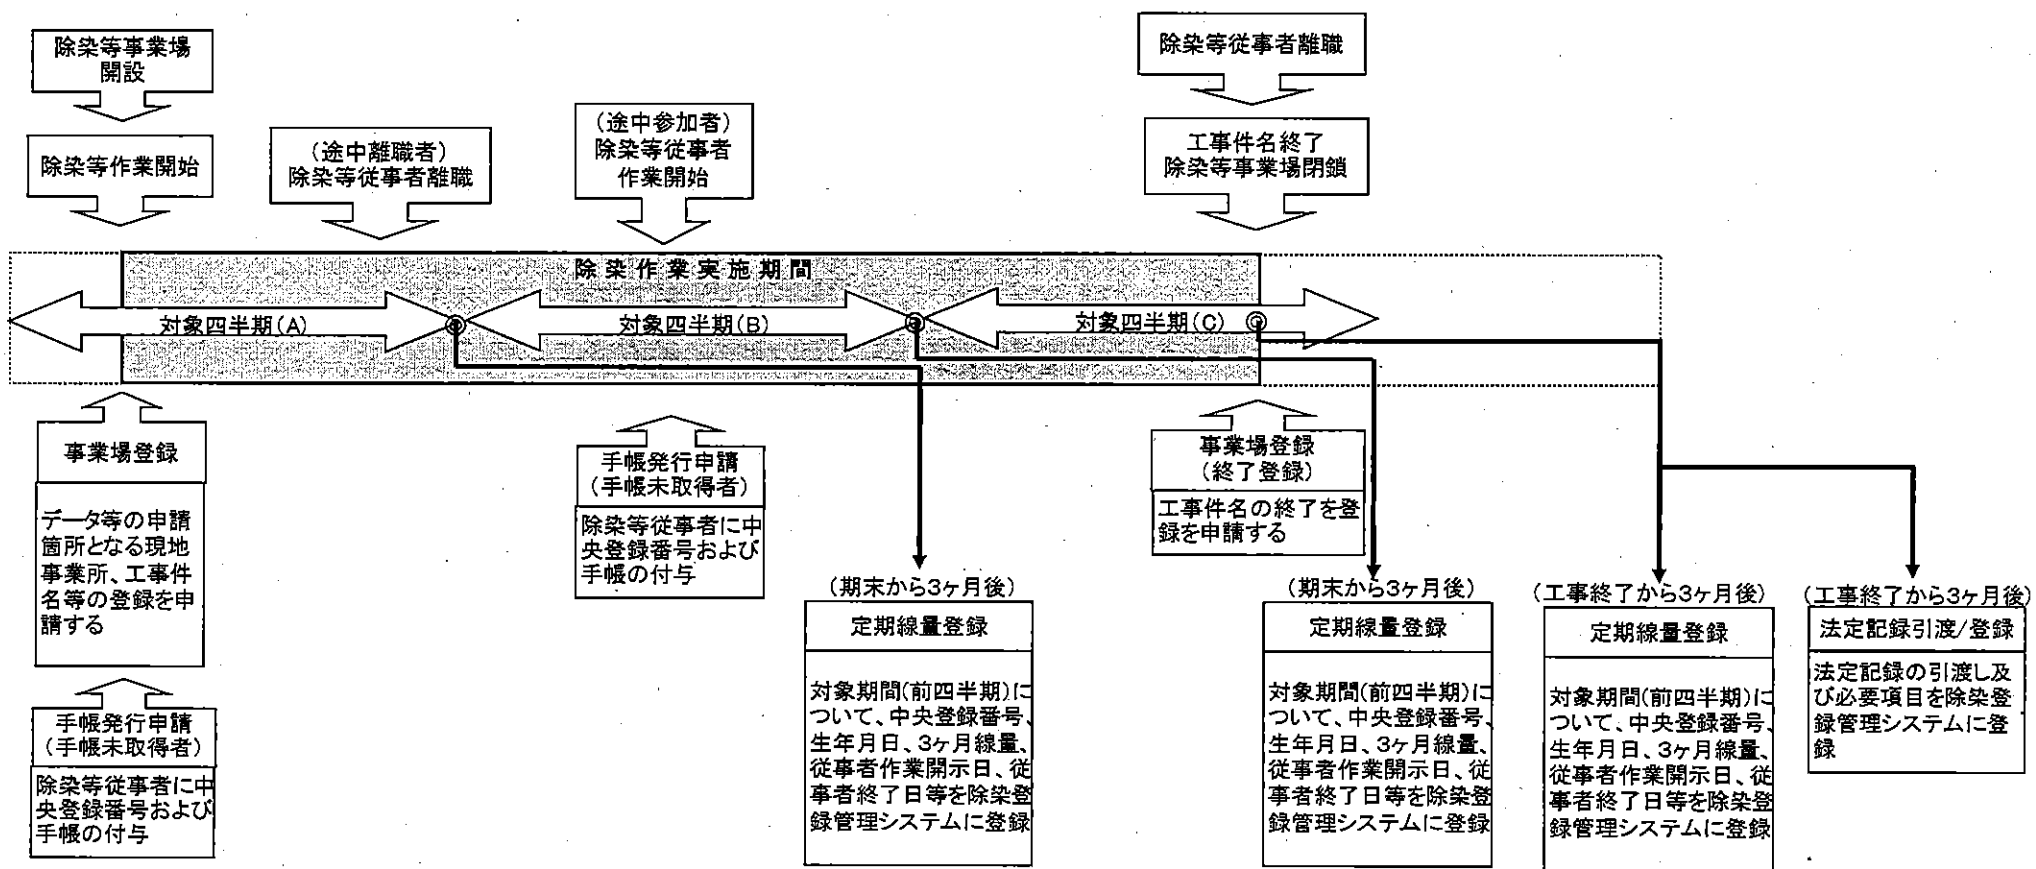 除染等事業場
開設
除染等作業開始
(途中離職者)
除染等従事者離職
(途中参加者)
除染等従事者
作業開始
除染等従事者離職
工事件名終了
除染等事業場閉鎖
除染作業実施期間
対象四半期(A)
対象四半期(B)
対象四半期(C)
事業場登録
データ等の申請
箇所となる現地
事業所、工事件
名等の登録を申
請する
手帳発行申請
(手帳未取得者)
除染等従事者に中
央登録番号および
手帳の付与
手帳発行申請
(手帳未取得者)
除染等従事者に中
央登録番号および
手帳の付与
事業場登録
(終了登録)
工事件名の終了を登
録を申請する
(期末から3ヶ月後)
定期線量登録
対象期間(前四半期)に
ついて、中央登録番号、
生年月日、3ヶ月線量、
従事者作業開示日、従
事者終了日等を除染登
録管理システムに登録
(期末から3ヶ月後)
定期線量登録
対象期間(前四半期)に
ついて、中央登録番号、
生年月日、3ヶ月線量、
従事者作業開示日、従
事者終了日等を除染登
録管理システムに登録
(工事終了から3ヶ月後)
定期線量登録
対象期間(前四半期)に
ついて、中央登録番号、
生年月日、3ヶ月線量、
従事者作業開示日、従
事者終了日等を除染登
録管理システムに登録
(工事終了から3ヶ月後)
法定記録引渡/登録
法定記録の引渡し及
び必要項目を除染登
録管理システムに登
録